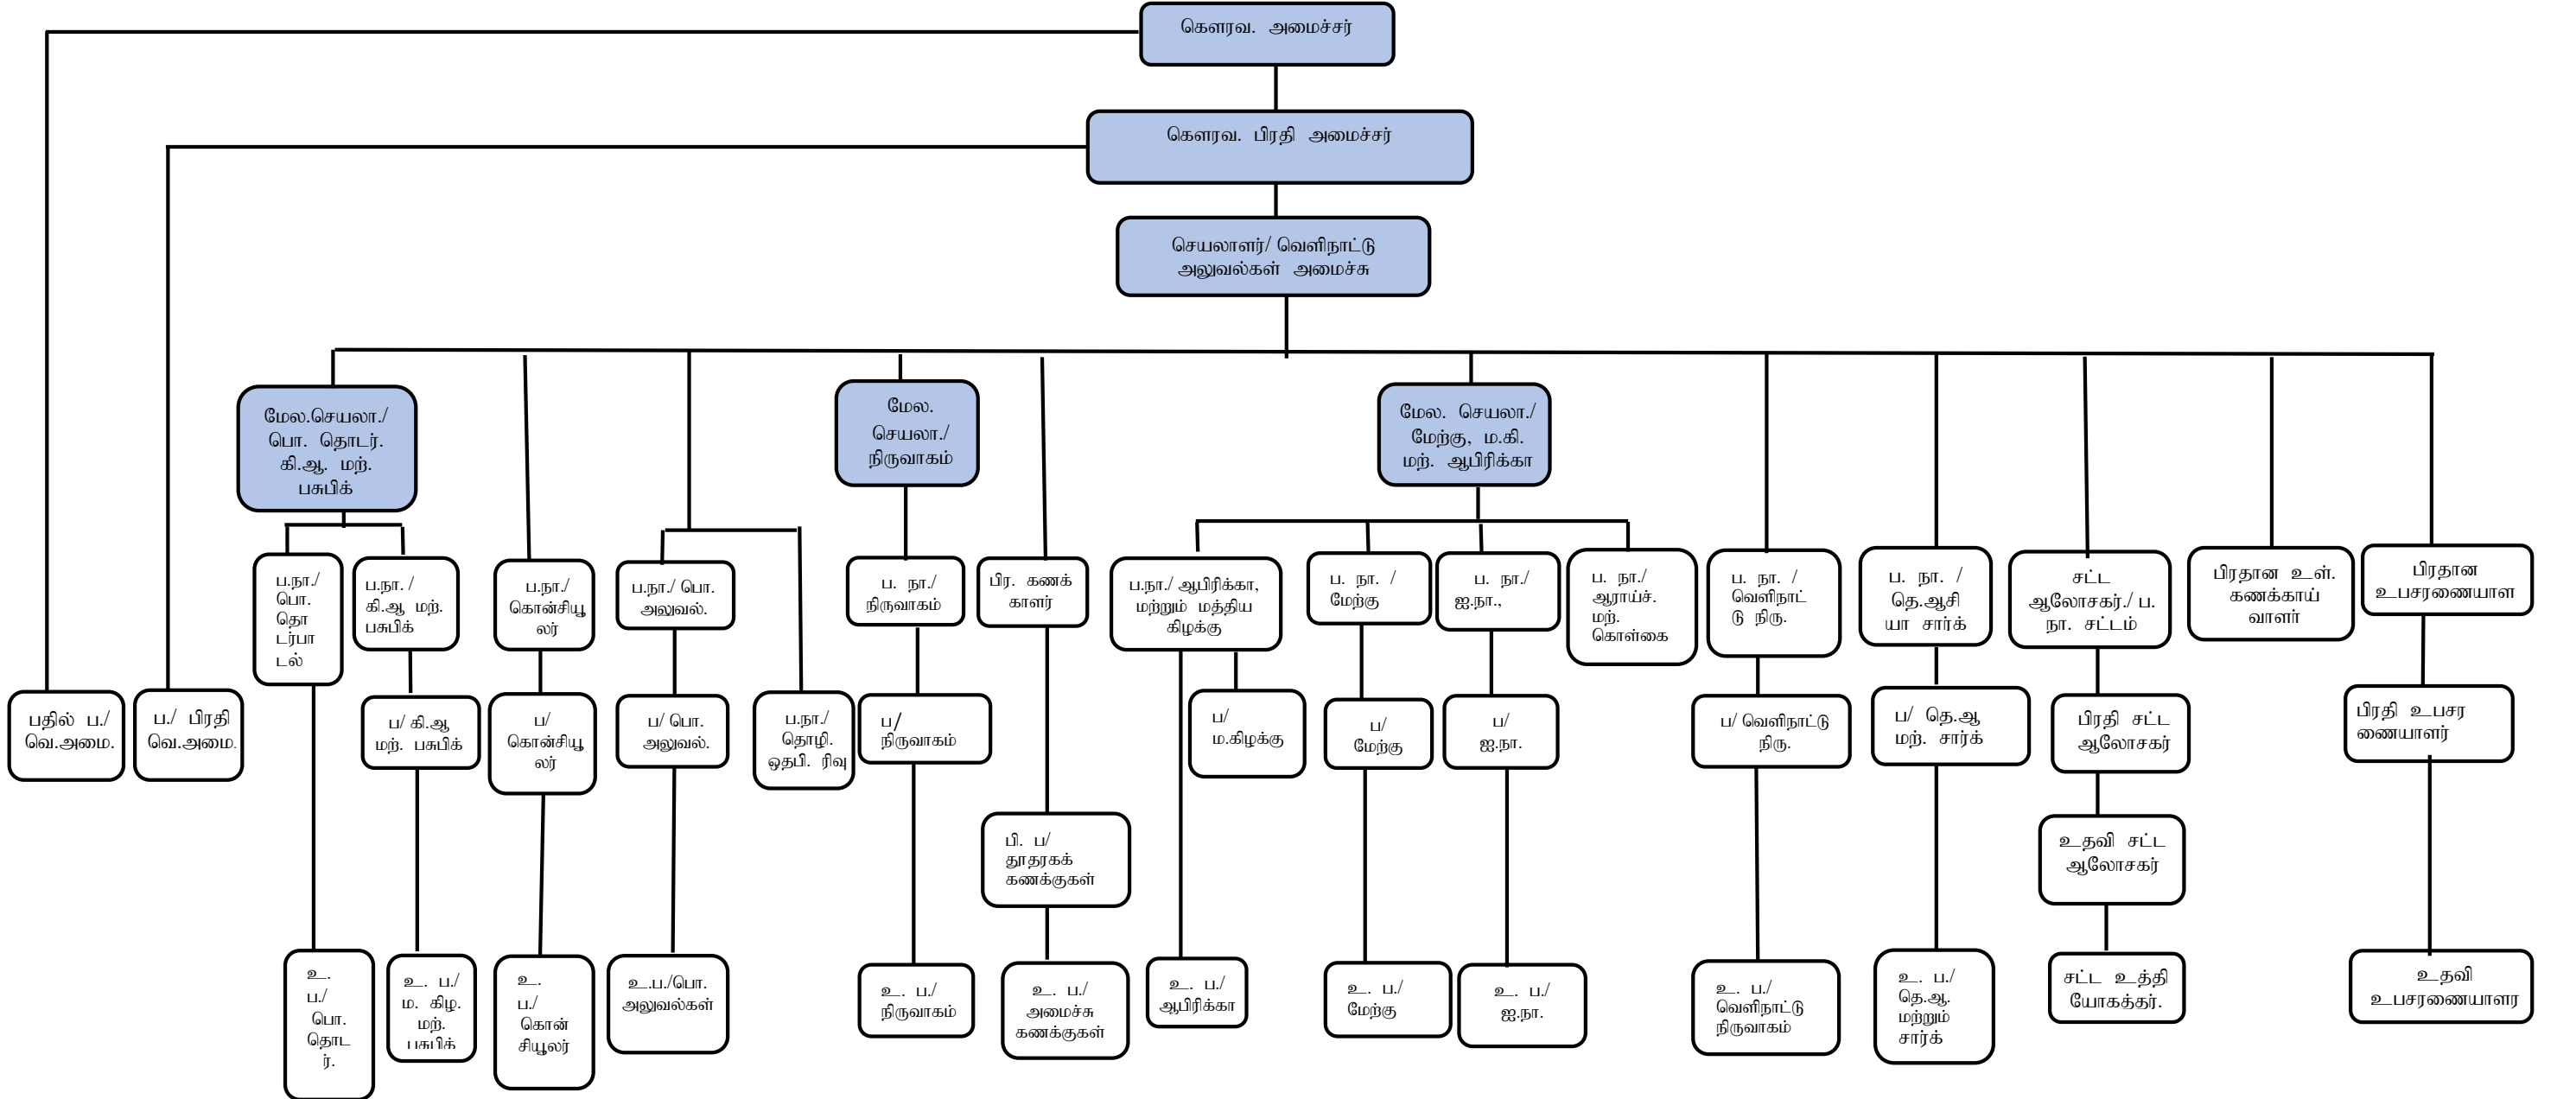 கௌரவ. அமைச்சர்
கௌரவ. பிரதி அமைச்சர்
செயலாளர்/ வெளிநாட்டு
அலுவல்கள் அமைச்சு
மேல.செயலா./
பொ. தொடர்.
கி.ஆ. மற்.
பசுபிக்
மேல.
செயலா./
நிருவாகம்
மேல. செயலா./
மேற்கு, ம.கி.
மற். ஆபிரிக்கா
ப.நா./
பொ.
தொ
டர்பா
டல்
ப.நா. /
கி.ஆ மற்.
பசுபிக்
ப.நா./
கொன்சியூ
லர்
ப.நா./ பொ.
அலுவல்.
ப. நா./
நிருவாகம்
பிர. கணக்
காளர்
ப.நா./ ஆபிரிக்கா,
மற்றும் மத்திய
கிழக்கு
ப. நா. /
மேற்கு
ப. நா./
ஐ.நா.,
ப. நா./
ஆராய்ச்.
மற்.
கொள்கை
ப. நா. /
வெளிநாட்
டு நிரு.
ப. நா. /
தெ.ஆசி
யா சார்க்
சட்ட
ஆலோசகர்./ ப.
நா. சட்டம்
பிரதான உள்.
கணக்காய்
வாளர்
பிரதான
உபசரணையாள
பதில் ப./
வெ.அமை.
ப./ பிரதி
வெ.அமை.
ப/ கி.ஆ
மற். பசுபிக்
ப/
கொன்சியூ
லர்
ப/ பொ.
அலுவல்.
ப.நா./
தொழி.
ஒதபி. ரிவு
ப/
நிருவாகம்
ப/
ம.கிழக்கு
ப/
மேற்கு
ப/
ஐ.நா.
ப/ வெளிநாட்டு
நிரு.
ப/ தெ.ஆ
மற். சார்க்
பிரதி சட்ட
ஆலோசகர்
பிரதி உபசர
ணையாளர்
பி. ப/
தூதரகக்
கணக்குகள்
உதவி சட்ட
ஆலோசகர்
உ.
ப./
பொ.
தொட
ர்.
உ. ப./
ம. கிழ.
மற்.
பசுபிக்
உ.
ப./
கொன்
சியூலர்
உ.ப./பொ.
அலுவல்கள்
உ. ப./
நிருவாகம்
உ. ப./
அமைச்சு
கணக்குகள்
உ. ப./
ஆபிரிக்கா
உ. ப./
மேற்கு
உ. ப./
ஐ.நா.
உ. ப./
வெளிநாட்டு
நிருவாகம்
உ. ப./
தெ.ஆ.
மற்றும்
சார்க்
சட்ட உத்தி
யோகத்தர்.
உதவி
உபசரணையாளர